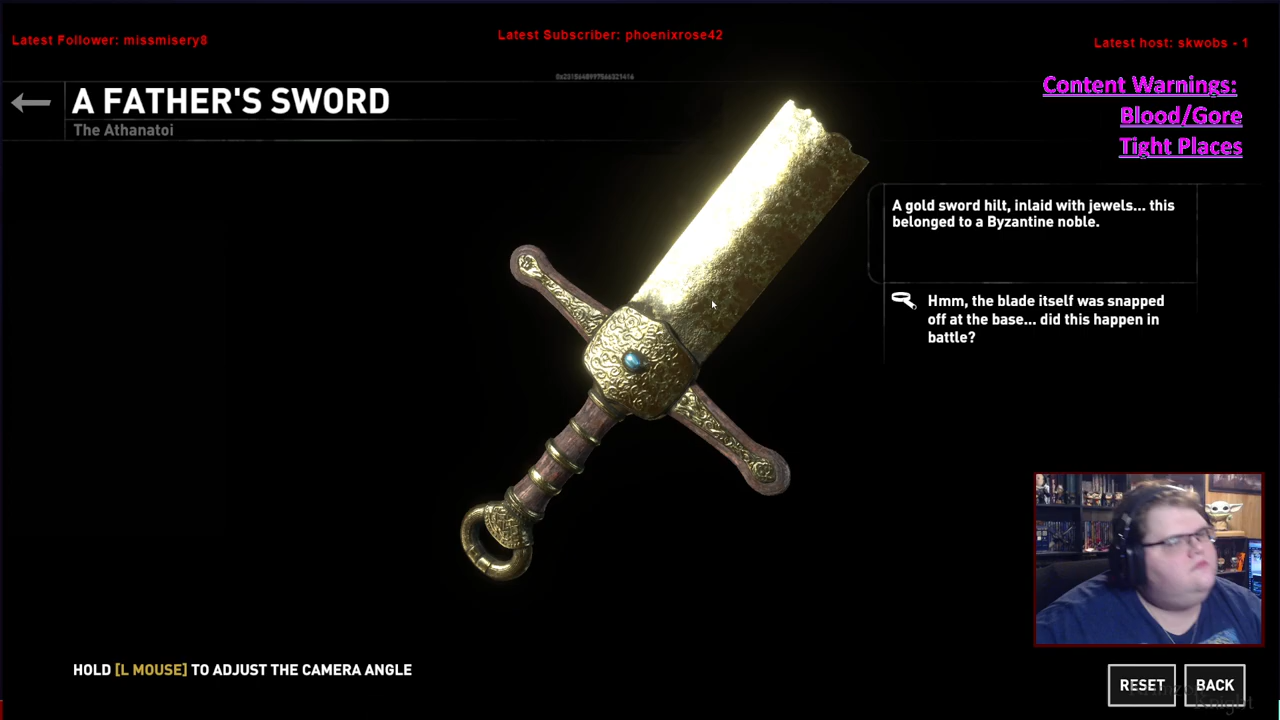 Latest Follower: missmisery8
Latest Subscriber: phoenixrose42
Latest host: skwobs - 1
A FATHER'S SWORD
The Athanatoi
Content Warnings:
Blood/Gore
Tight Places
A gold sword hilt, inlaid with jewels... this
belonged to a Byzantine noble.
Hmm, the blade itself was snapped
off at the base... did this happen in
battle?
HOLD [L MOUSE] TO ADJUST THE CAMERA ANGLE
RESET
BACK